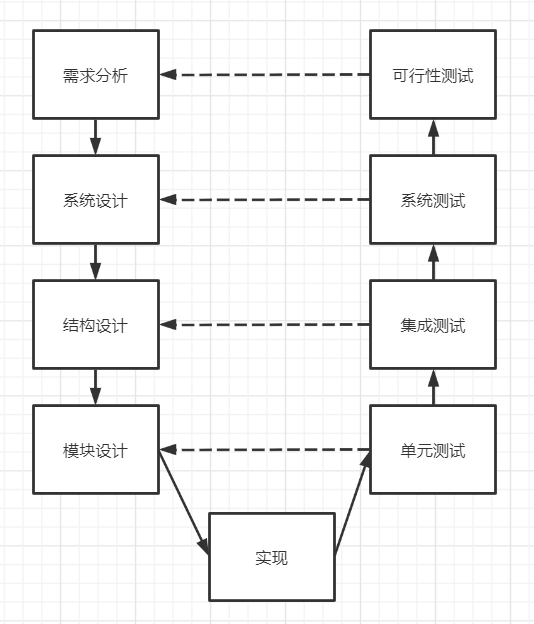 需求分析
可行性测试
系统设计
系统测试
结构设计
集成测试
模块设计
单元测试
实现